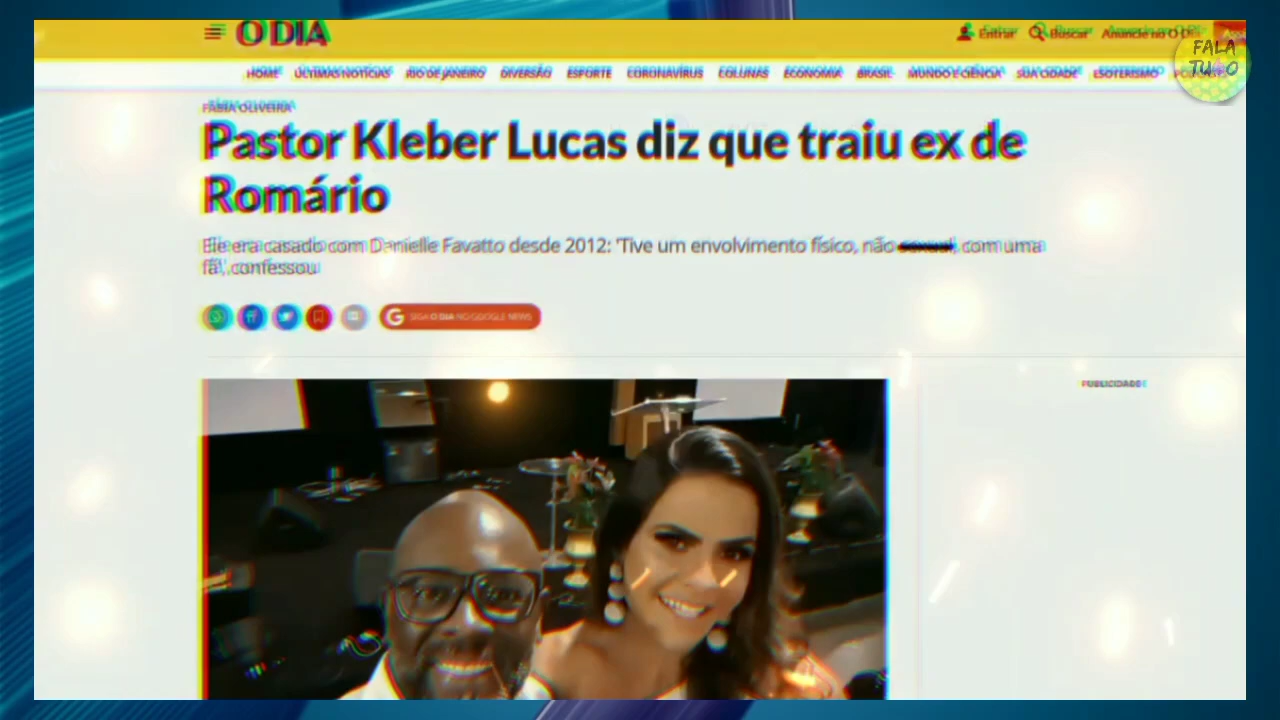 O DIA
Entrar Buscar Anuncie no O Dia
FALA
TUDO
HOME ÚLTIMAS NOTÍCIAS RIO DE JANEIRO DIVERSÃO ESPORTE CORONAVÍRUS COLUNAS ECONOMIA BRASIL MUNDO E CIÊNCIA SUA CIDADE ESOTERISMO
FÁBIA OLIVEIRA
Pastor Kleber Lucas diz que traiu ex de
Romário
Ele era casado com Danielle Favatto desde 2012: 'Tive um envolvimento físico, não sexual, com uma
fã', confessou
SIGA O DIA NO GOOGLE NEWS
PUBLICIDADE